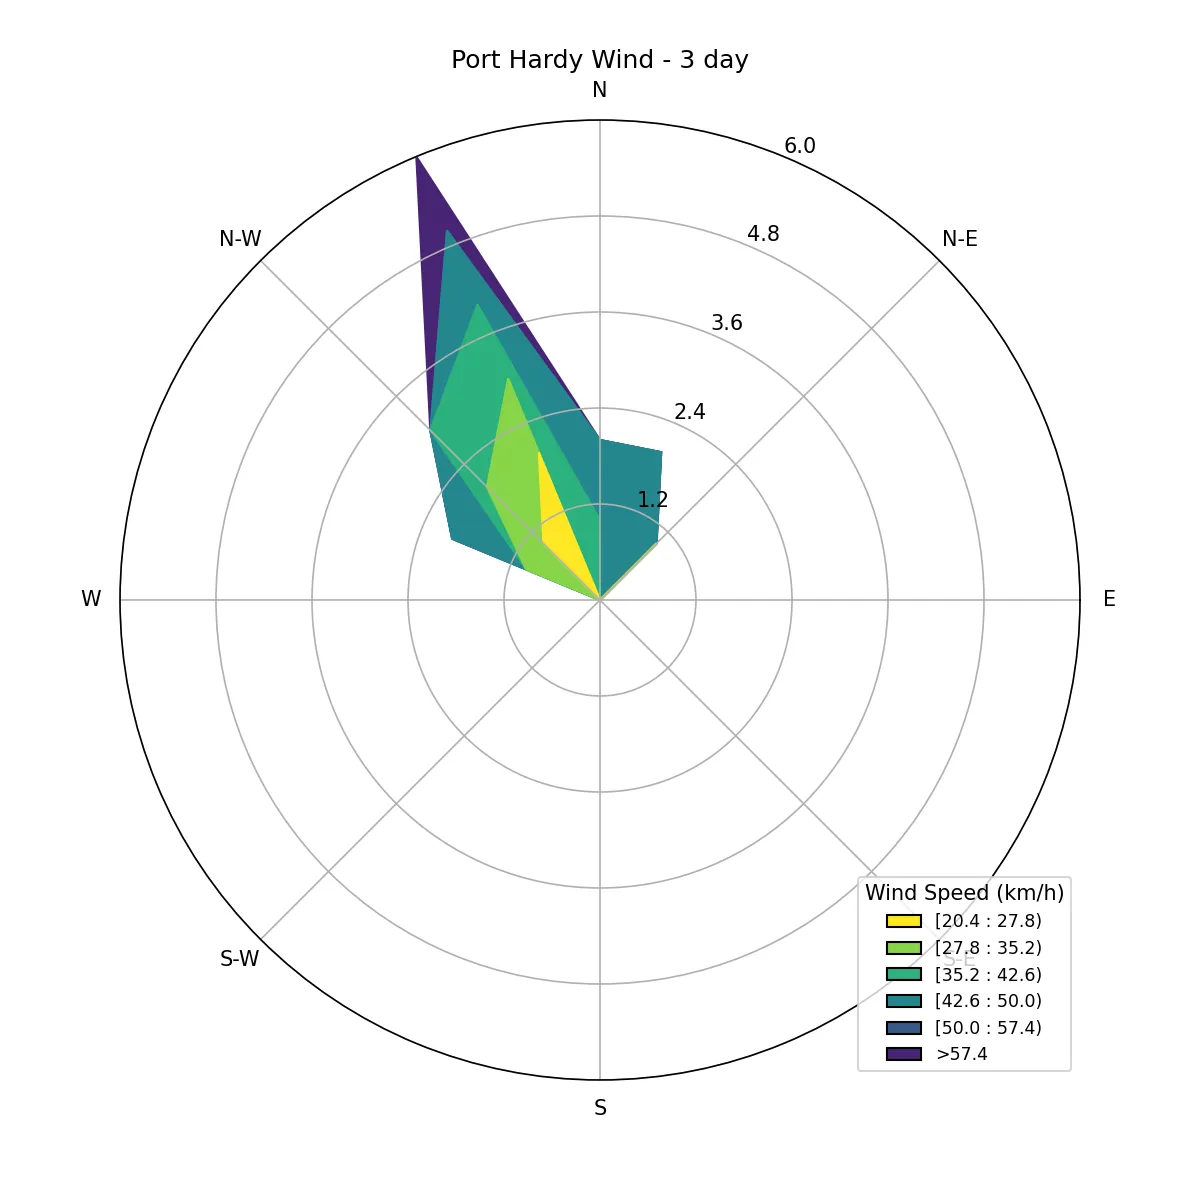 Port Hardy Wind - 3 day
N
6.0
N-W
4.8
N-E
3.6
2.4
1.2
W
E
Wind Speed (km/h)
[20.4 : 27.8)
[27.8 : 35.2)
S-W
S-E
[35.2 : 42.6)
[42.6 : 50.0)
[50.0 : 57.4)
>57.4
S